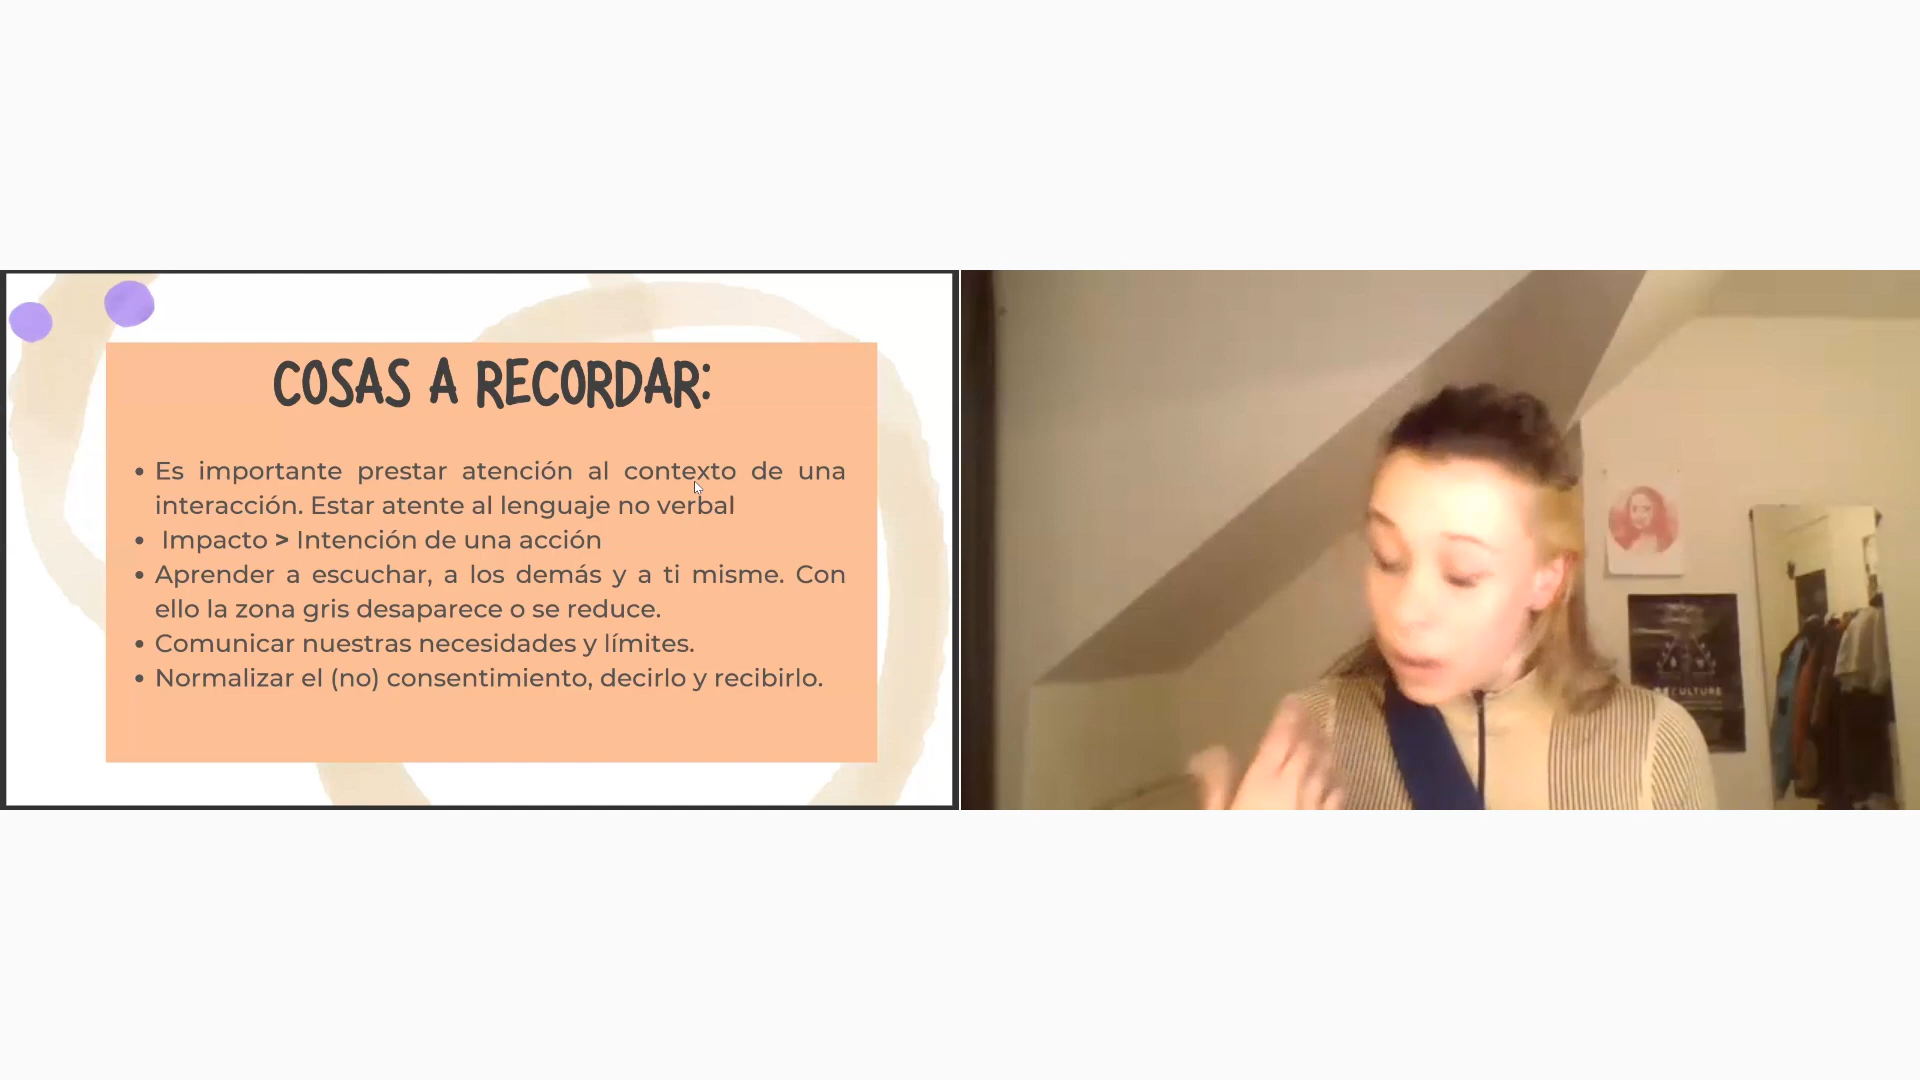 COSAS A RECORDAR:
• Es importante prestar atención al contexto de una
interacción. Estar atente al lenguaje no verbal
• Impacto > Intención de una acción
• Aprender a escuchar, a los demás y a ti misme. Con
ello la zona gris desaparece o se reduce.
• Comunicar nuestras necesidades y límites.
• Normalizar el (no) consentimiento, decirlo y recibirlo.
CULTURE